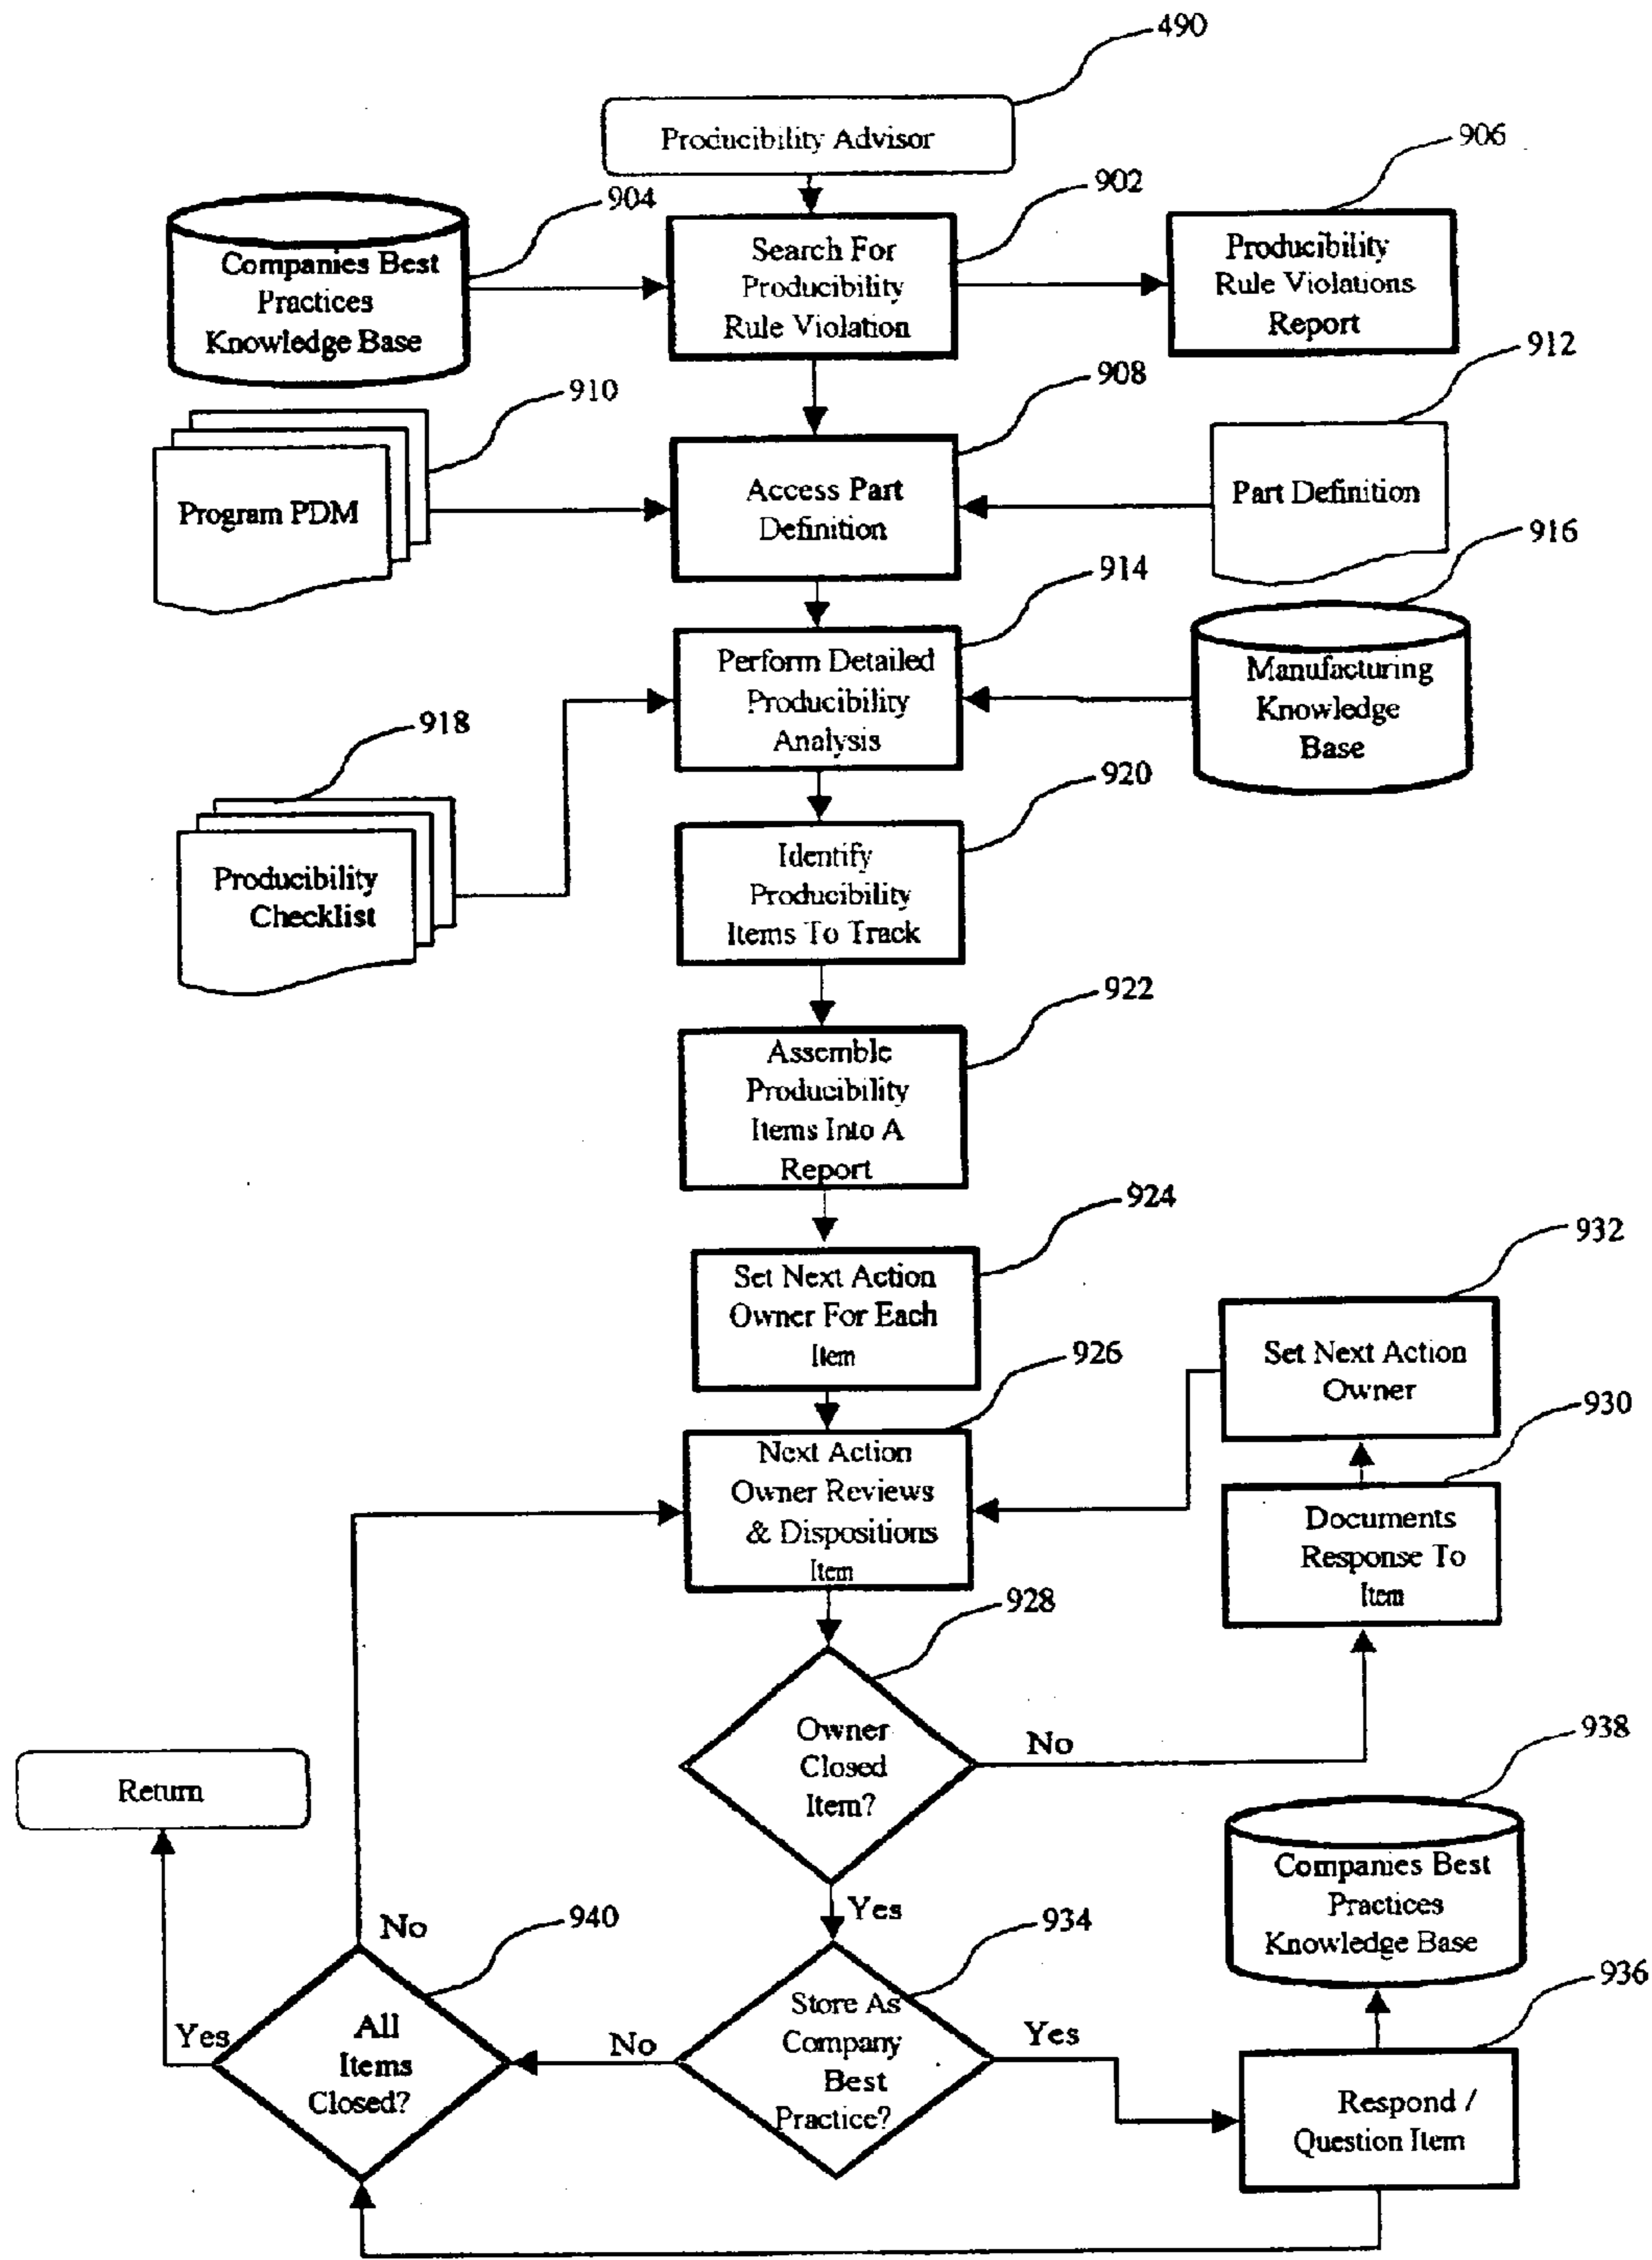 490
Producibility Advisor
906
902
904
Companies Best
Practices
Knowledge Base
Search For
Producibility
Rule Violation
Producibility
Rule Violations
Report
912
908
910
Program PDM
Access Part
Definition
Part Definition
916
914
Perform Detailed
Producibility
Analysis
Manufacturing
Knowledge
Base
918
920
Producibility
Checklist
Identify
Producibility
Items To Track
922
Assemble
Producibility
Items Into A
Report
924
932
Set Next Action
Owner For Each
Item
Set Next Action
Owner
926
930
Next Action
Owner Reviews
& Dispositions
Item
Documents
Response To
Item
928
Owner
Closed
Item?
No
938
Return
Companies Best
Practices
Knowledge Base
Yes
No
940
934
936
Yes
All
Items
Closed?
No
Store As
Company
Best
Practice?
Yes
Respond /
Question Item